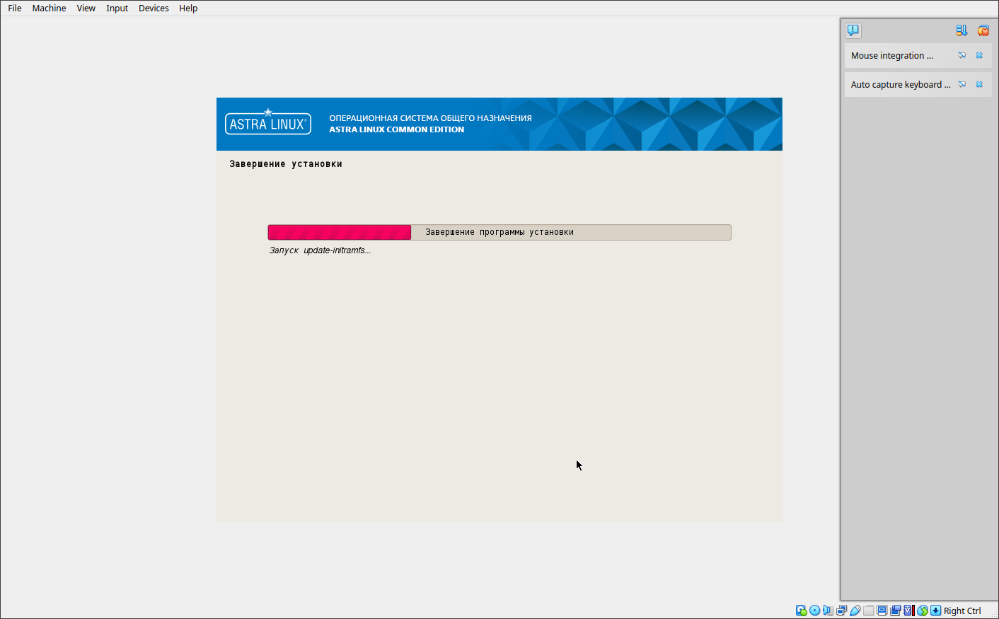 File Machine View Input Devices Help
Mouse integration ...
Auto capture keyboard ...
ASTRA LINUX®
ОПЕРАЦИОННАЯ СИСТЕМА ОБЩЕГО НАЗНАЧЕНИЯ
ASTRA LINUX COMMON EDITION
Завершение установки
Завершение программы установки
Запуск update-initramfs...
Right Ctrl